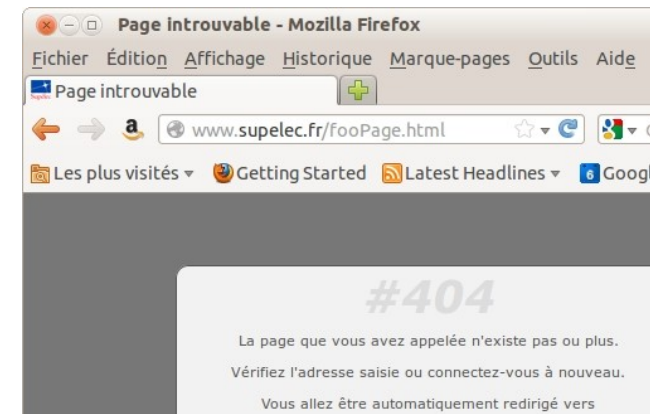 Page introuvable - Mozilla Firefox
Fichier Édition Affichage Historique Marque-pages Outils Aide
Page introuvable
www.supelec.fr/fooPage.html
Les plus visités Getting Started Latest Headlines
#404
La page que vous avez appelée n'existe pas ou plus.
Vérifiez l'adresse saisie ou connectez-vous à nouveau.
Vous allez être automatiquement redirigé vers